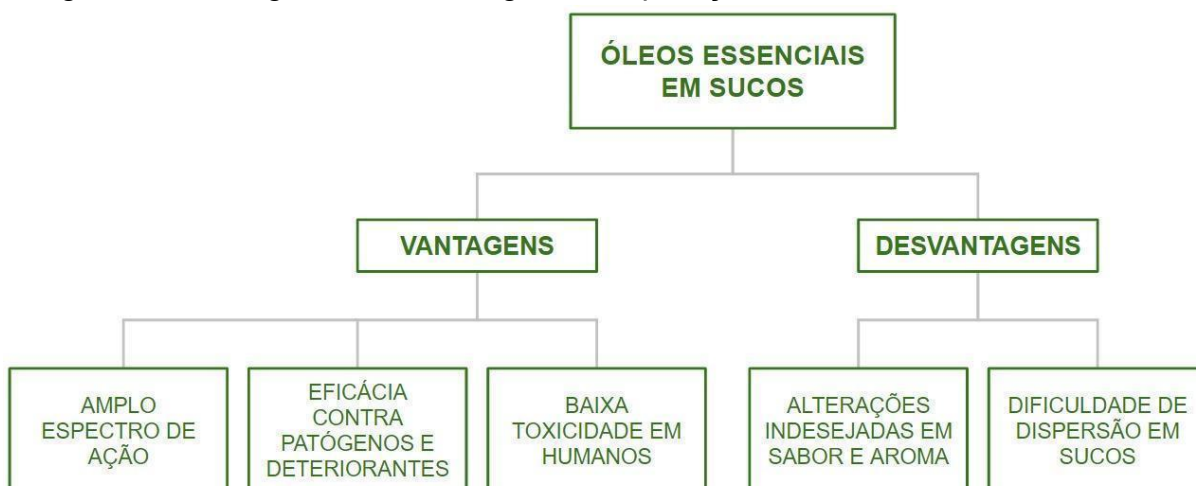 ÓLEOS ESSENCIAIS
EM SUCOS
VANTAGENS
DESVANTAGENS
AMPLO
ESPECTRO DE
AÇÃO
EFICÁCIA
CONTRA
PATÓGENOS E
DETERIORANTES
BAIXA
TOXICIDADE EM
HUMANOS
ALTERAÇÕES
INDESEJADAS EM
SABOR E AROMA
DIFICULDADE DE
DISPERSÃO EM
SUCOS